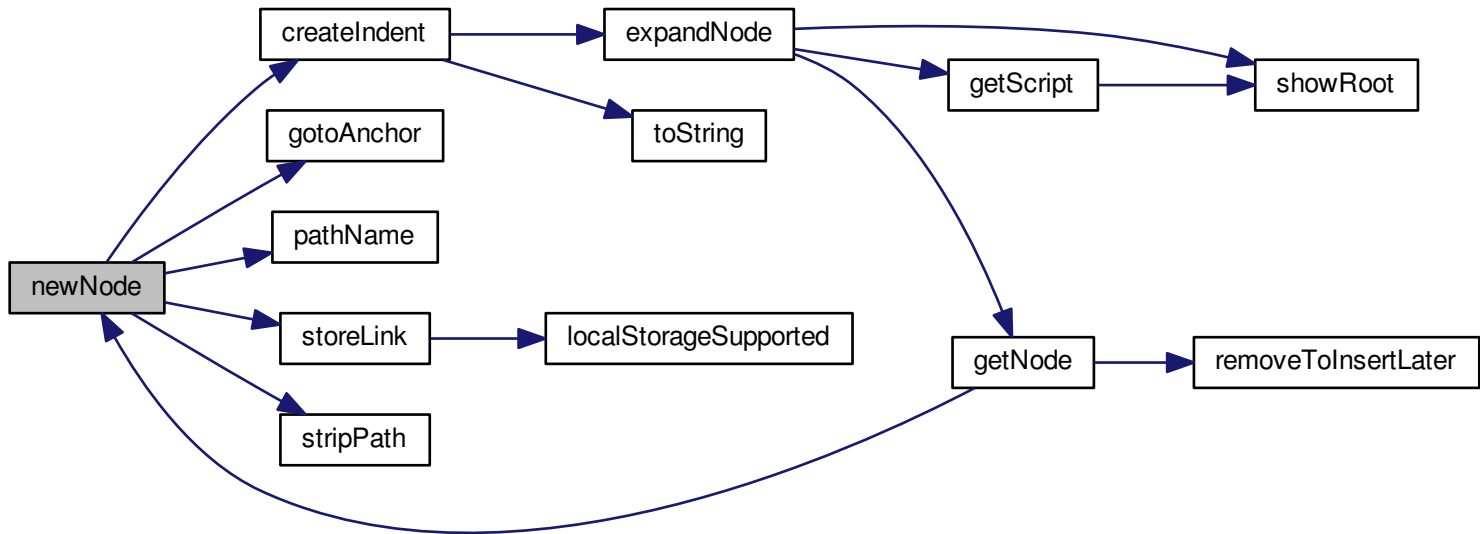 createIndent
expandNode
getScript
showRoot
gotoAnchor
toString
pathName
newNode
storeLink
localStorageSupported
getNode
removeToInsertLater
stripPath